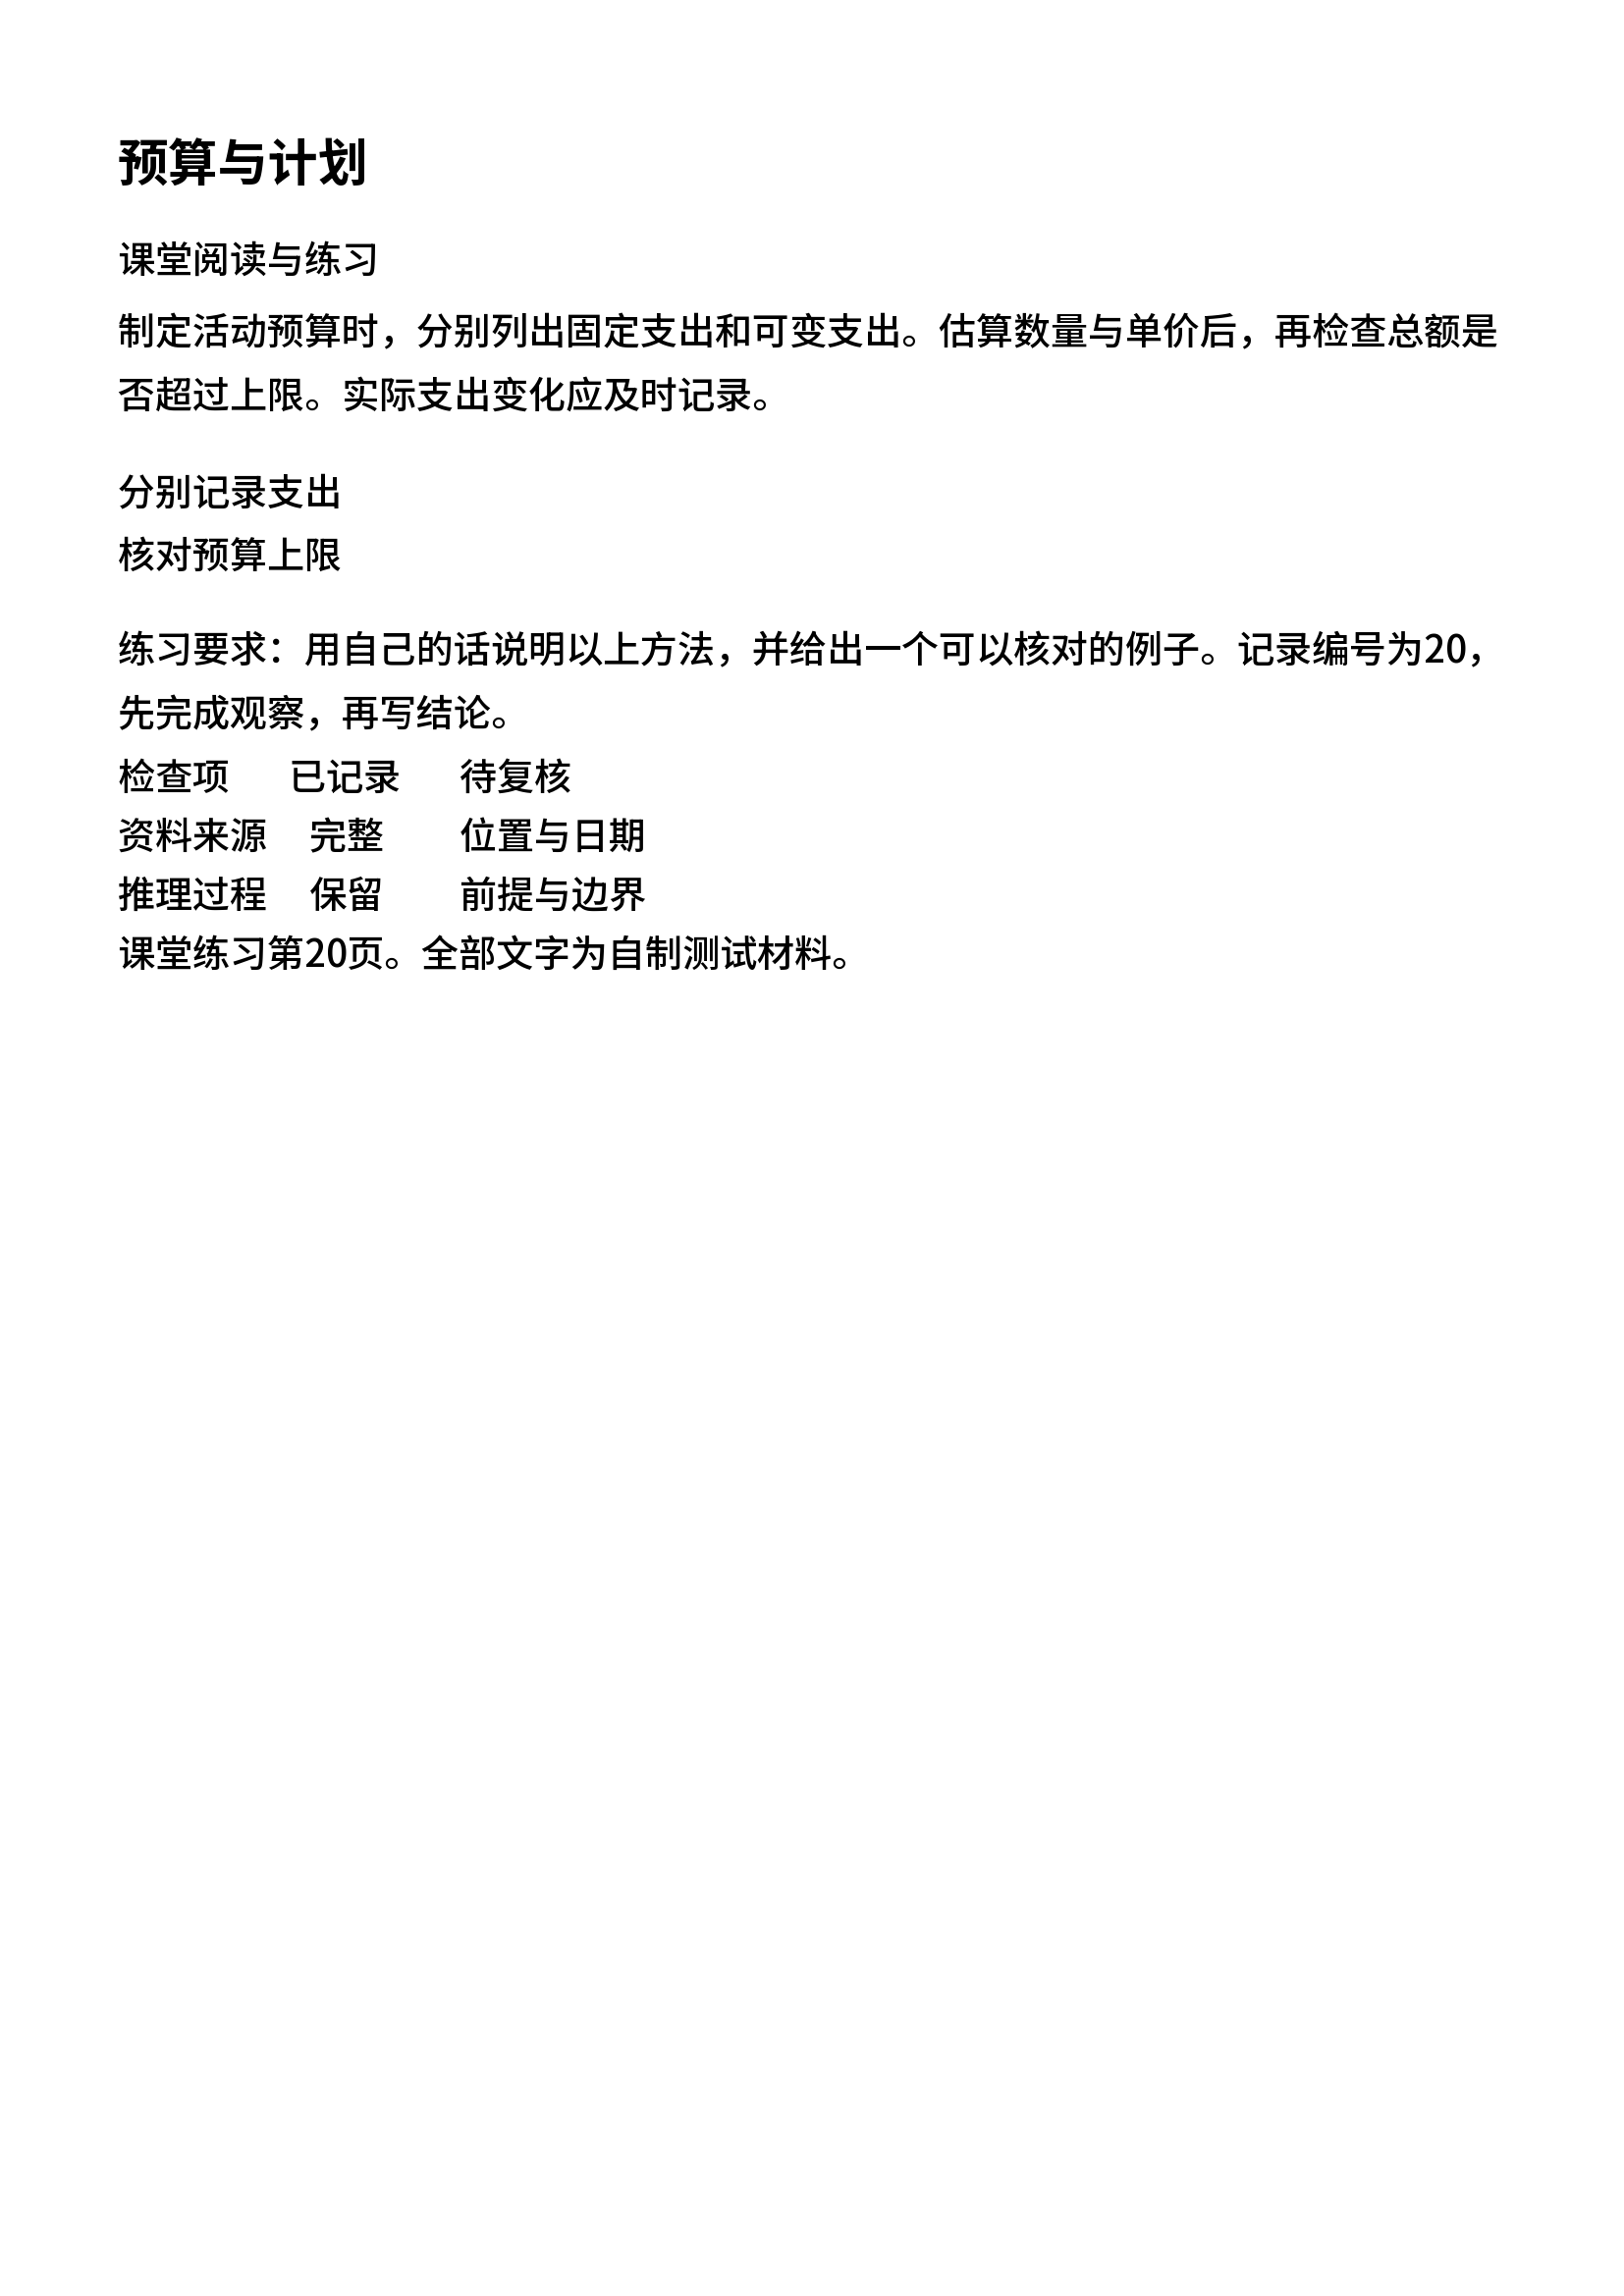 预算与计划
课堂阅读与练习
制定活动预算时，分别列出固定支出和可变支出。估算数量与单价后，再检查总额是
否超过上限。实际支出变化应及时记录。
分别记录支出
核对预算上限
练习要求：用自己的话说明以上方法，并给出一个可以核对的例子。记录编号为20，
先完成观察，再写结论。
检查项 已记录 待复核
资料来源 完整 位置与日期
推理过程 保留 前提与边界
课堂练习第20页。全部文字为自制测试材料。